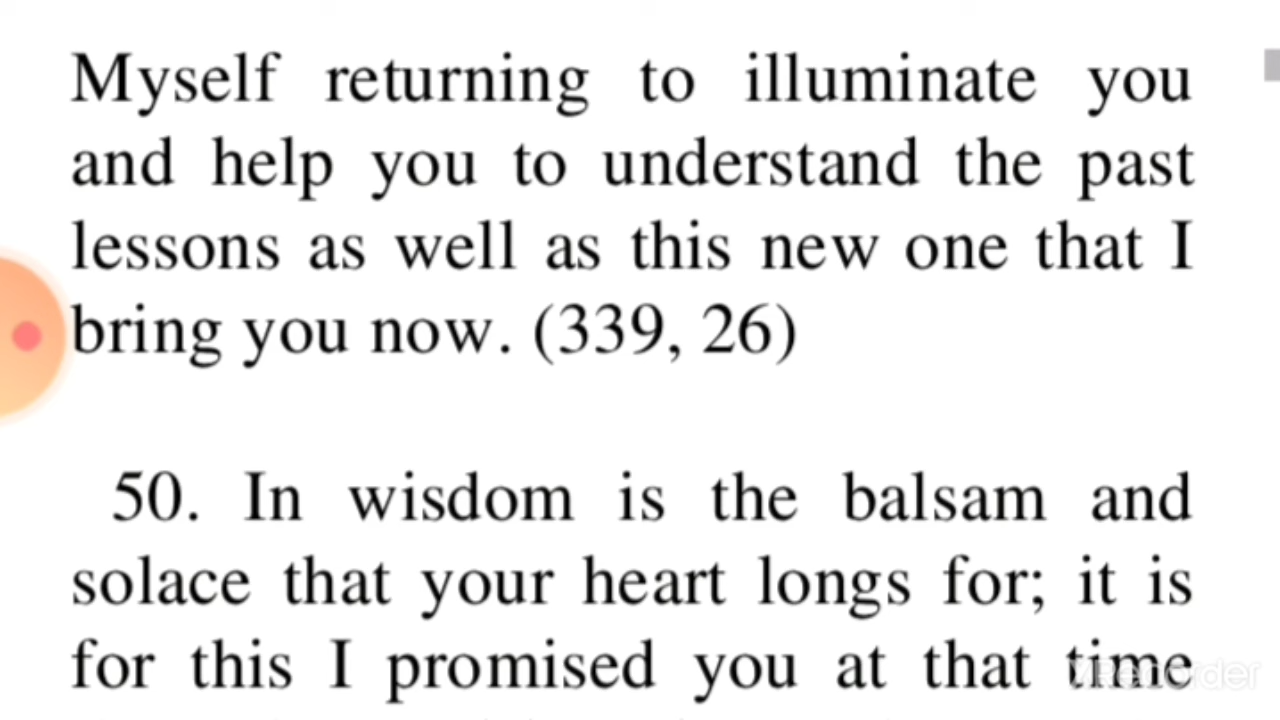 Myself returning to illuminate you
and help you to understand the past
lessons as well as this new one that I
bring you now. (339, 26)
50. In wisdom is the balsam and
solace that your heart longs for; it is
for this I promised you at that time
XRecorder